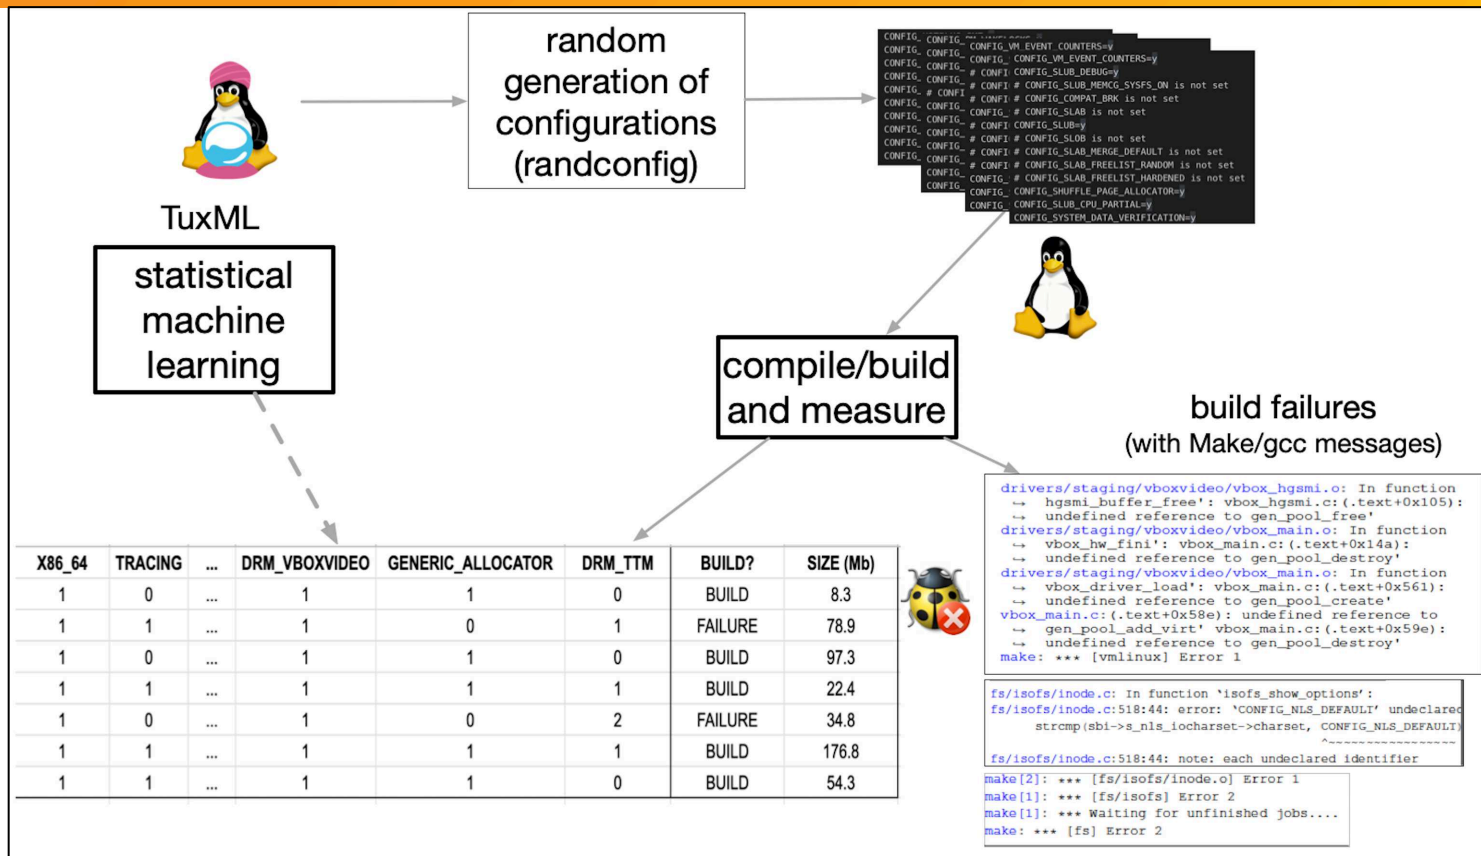 random
generation of
configurations
(randconfig)
TuxML
statistical
machine
learning
CONFIG_VM_EVENT_COUNTERS=y
CONFIG_VM_EVENT_COUNTERS=y
CONFIG_SLUB_DEBUG=y
# CONFIG_SLUB_MEMCG_SYSFS_ON is not set
# CONFIG_COMPAT_BRK is not set
# CONFIG_SLAB is not set
CONFIG_SLUB=y
# CONFIG_SLOB is not set
# CONFIG_SLAB_MERGE_DEFAULT is not set
# CONFIG_SLAB_FREELIST_RANDOM is not set
# CONFIG_SLAB_FREELIST_HARDENED is not set
CONFIG_SHUFFLE_PAGE_ALLOCATOR=y
CONFIG_SLUB_CPU_PARTIAL=y
CONFIG_SYSTEM_DATA_VERIFICATION=y
compile/build
and measure
build failures
(with Make/gcc messages)
drivers/staging/vboxvideo/vbox_hgsmi.o: In function
↪ hgsmi_buffer_free': vbox_hgsmi.c:(.text+0x105):
↪ undefined reference to gen_pool_free'
drivers/staging/vboxvideo/vbox_main.o: In function
↪ vbox_hw_fini': vbox_main.c:(.text+0x14a):
↪ undefined reference to gen_pool_destroy'
drivers/staging/vboxvideo/vbox_main.o: In function
↪ vbox_driver_load': vbox_main.c:(.text+0x561):
↪ undefined reference to gen_pool_create'
vbox_main.c:(.text+0x58e): undefined reference to
↪ gen_pool_add_virt' vbox_main.c:(.text+0x59e):
↪ undefined reference to gen_pool_destroy'
make: *** [vmlinux] Error 1
fs/isofs/inode.c: In function ‘isofs_show_options’:
fs/isofs/inode.c:518:44: error: ‘CONFIG_NLS_DEFAULT’ undeclared
strcmp(sbi->s_nls_iocharset->charset, CONFIG_NLS_DEFAULT)
^~~~~~~~~~~~~~~~~~
fs/isofs/inode.c:518:44: note: each undeclared identifier
make[2]: *** [fs/isofs/inode.o] Error 1
make[1]: *** [fs/isofs] Error 2
make[1]: *** Waiting for unfinished jobs....
make: *** [fs] Error 2
X86_64 TRACING ... DRM_VBOXVIDEO GENERIC_ALLOCATOR DRM_TTM BUILD? SIZE (Mb)
1 0 ... 1 1 0 BUILD 8.3
1 1 ... 1 0 1 FAILURE 78.9
1 0 ... 1 1 0 BUILD 97.3
1 1 ... 1 1 1 BUILD 22.4
1 0 ... 1 0 2 FAILURE 34.8
1 1 ... 1 1 1 BUILD 176.8
1 1 ... 1 1 0 BUILD 54.3